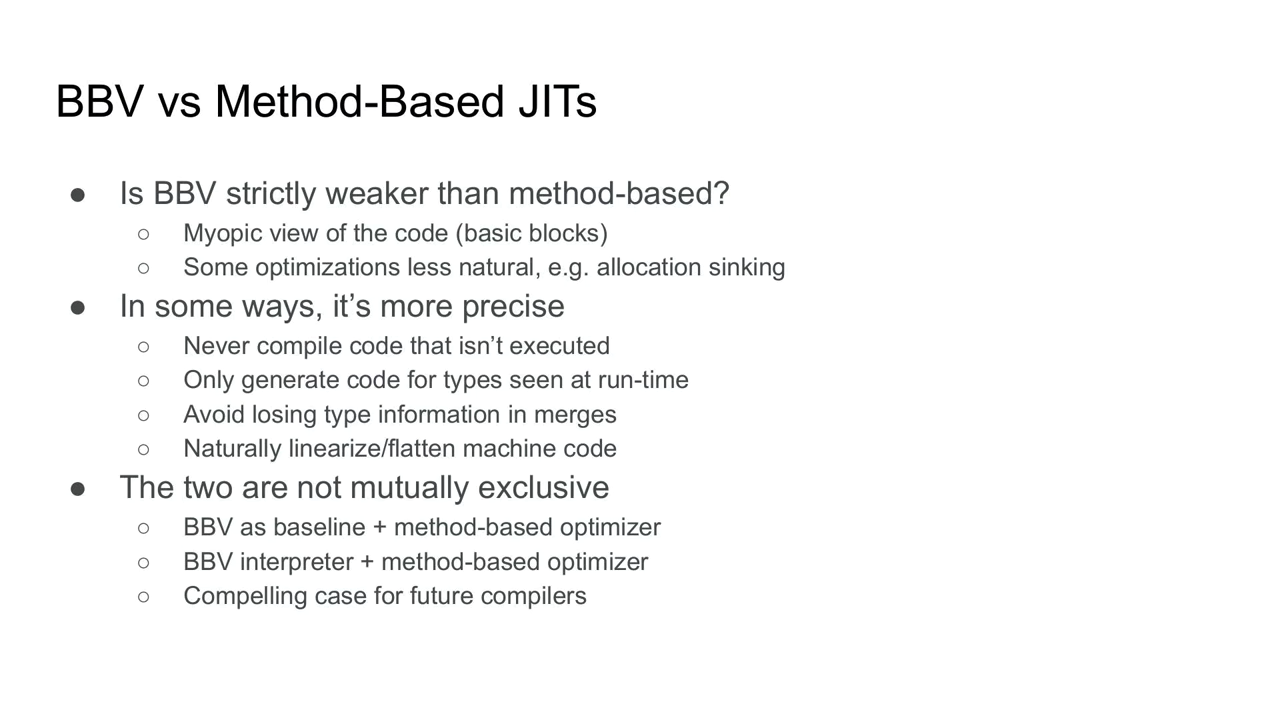 BBV vs Method-Based JITs
● Is BBV strictly weaker than method-based?
○ Myopic view of the code (basic blocks)
○ Some optimizations less natural, e.g. allocation sinking
● In some ways, it’s more precise
○ Never compile code that isn’t executed
○ Only generate code for types seen at run-time
○ Avoid losing type information in merges
○ Naturally linearize/flatten machine code
● The two are not mutually exclusive
○ BBV as baseline + method-based optimizer
○ BBV interpreter + method-based optimizer
○ Compelling case for future compilers